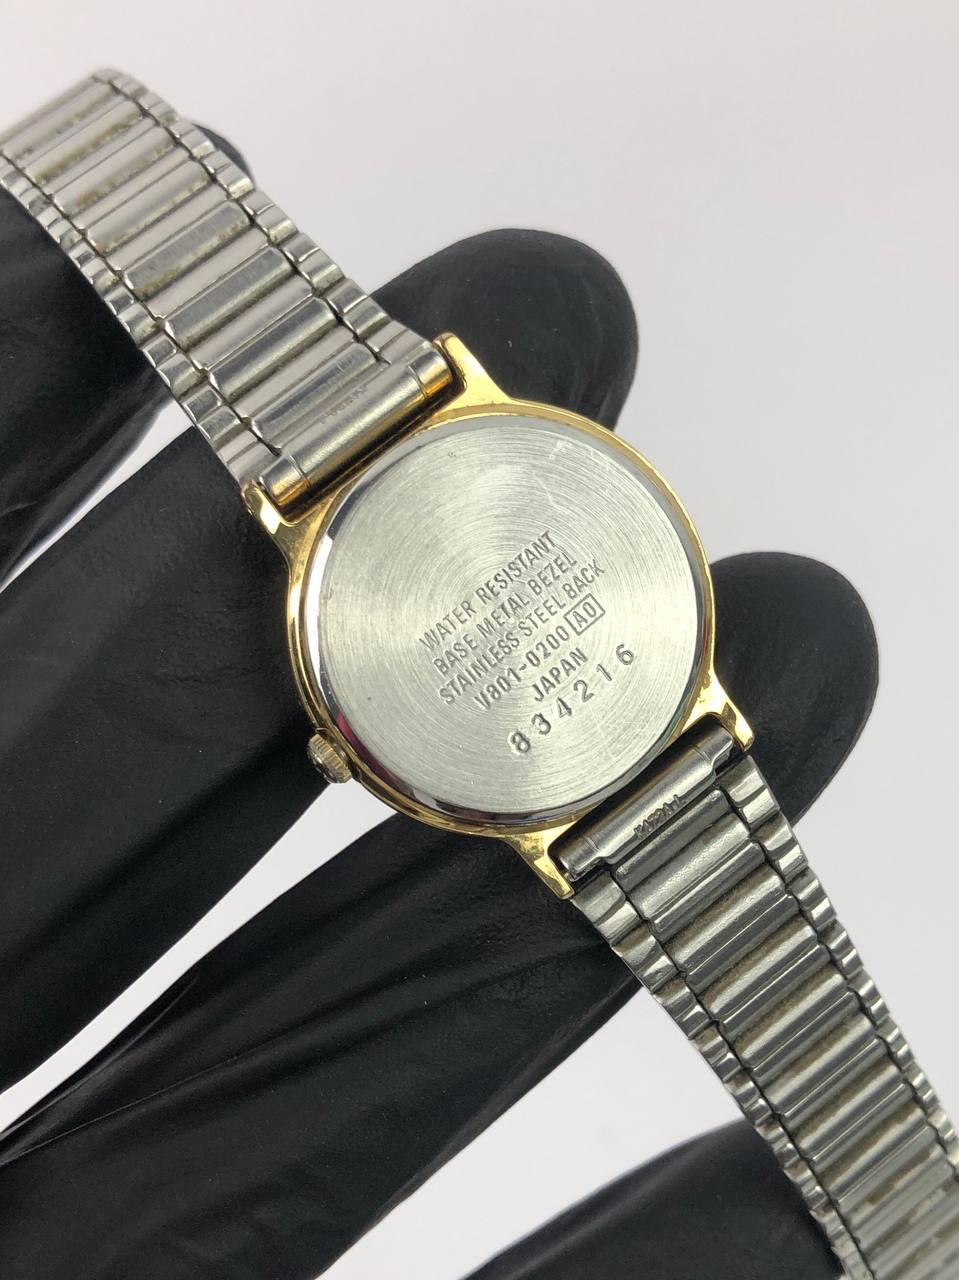 WATER RESISTANT
BASE METAL BEZEL
STAINLESS STEEL BACK
V801-0200 A0
JAPAN
834216